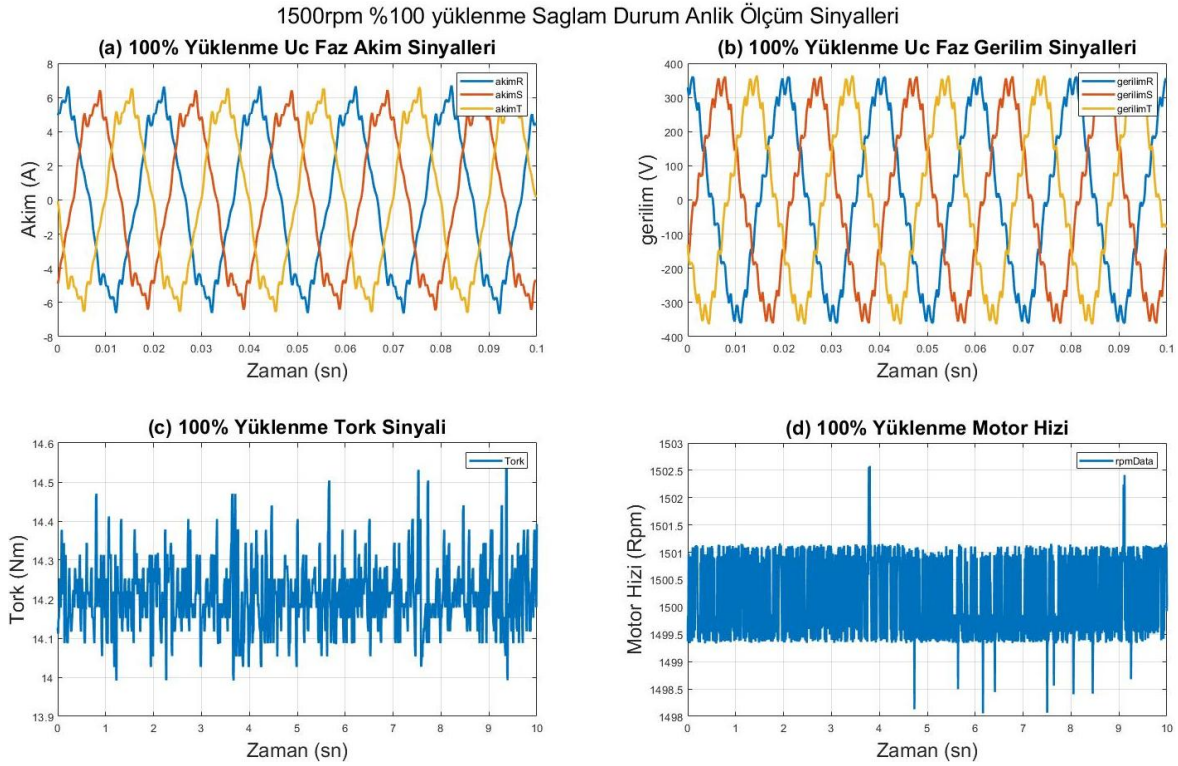 1500rpm %100 yüklenme Saglam Durum Anlik Ölçüm Sinyalleri
(a) 100% Yüklenme Uc Faz Akim Sinyalleri
8
6
4
2
0
-2
-4
-6
-8
Akim (A)
akimR
akimS
akimT
0 0.01 0.02 0.03 0.04 0.05 0.06 0.07 0.08 0.09 0.1
Zaman (sn)
(b) 100% Yüklenme Uc Faz Gerilim Sinyalleri
400
300
200
100
0
-100
-200
-300
-400
gerilim (V)
gerilimR
gerilimS
gerilimT
0 0.01 0.02 0.03 0.04 0.05 0.06 0.07 0.08 0.09 0.1
Zaman (sn)
(c) 100% Yüklenme Tork Sinyali
14.6
14.5
14.4
14.3
14.2
14.1
14
13.9
Tork (Nm)
Tork
0 1 2 3 4 5 6 7 8 9 10
Zaman (sn)
(d) 100% Yüklenme Motor Hizi
1503
1502.5
1502
1501.5
1501
1500.5
1500
1499.5
1499
1498.5
1498
Motor Hizi (Rpm)
rpmData
0 1 2 3 4 5 6 7 8 9 10
Zaman (sn)